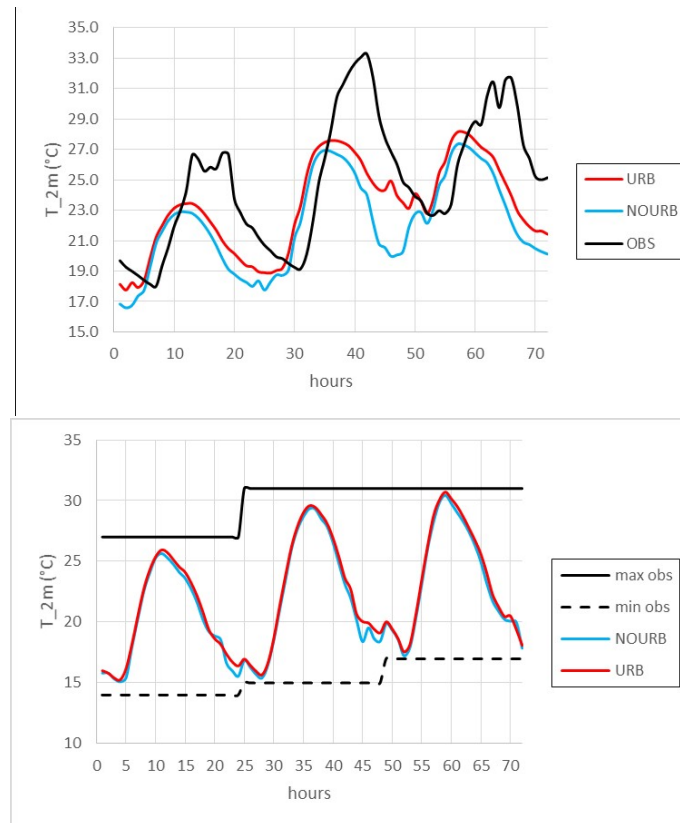 35.0
33.0
31.0
29.0
27.0
25.0
23.0
21.0
19.0
17.0
15.0
T_2m (°C)
0 10 20 30 40 50 60 70
hours
URB
NOURB
OBS
35
30
25
20
15
10
T_2m (°C)
0 5 10 15 20 25 30 35 40 45 50 55 60 65 70
hours
max obs
min obs
NOURB
URB